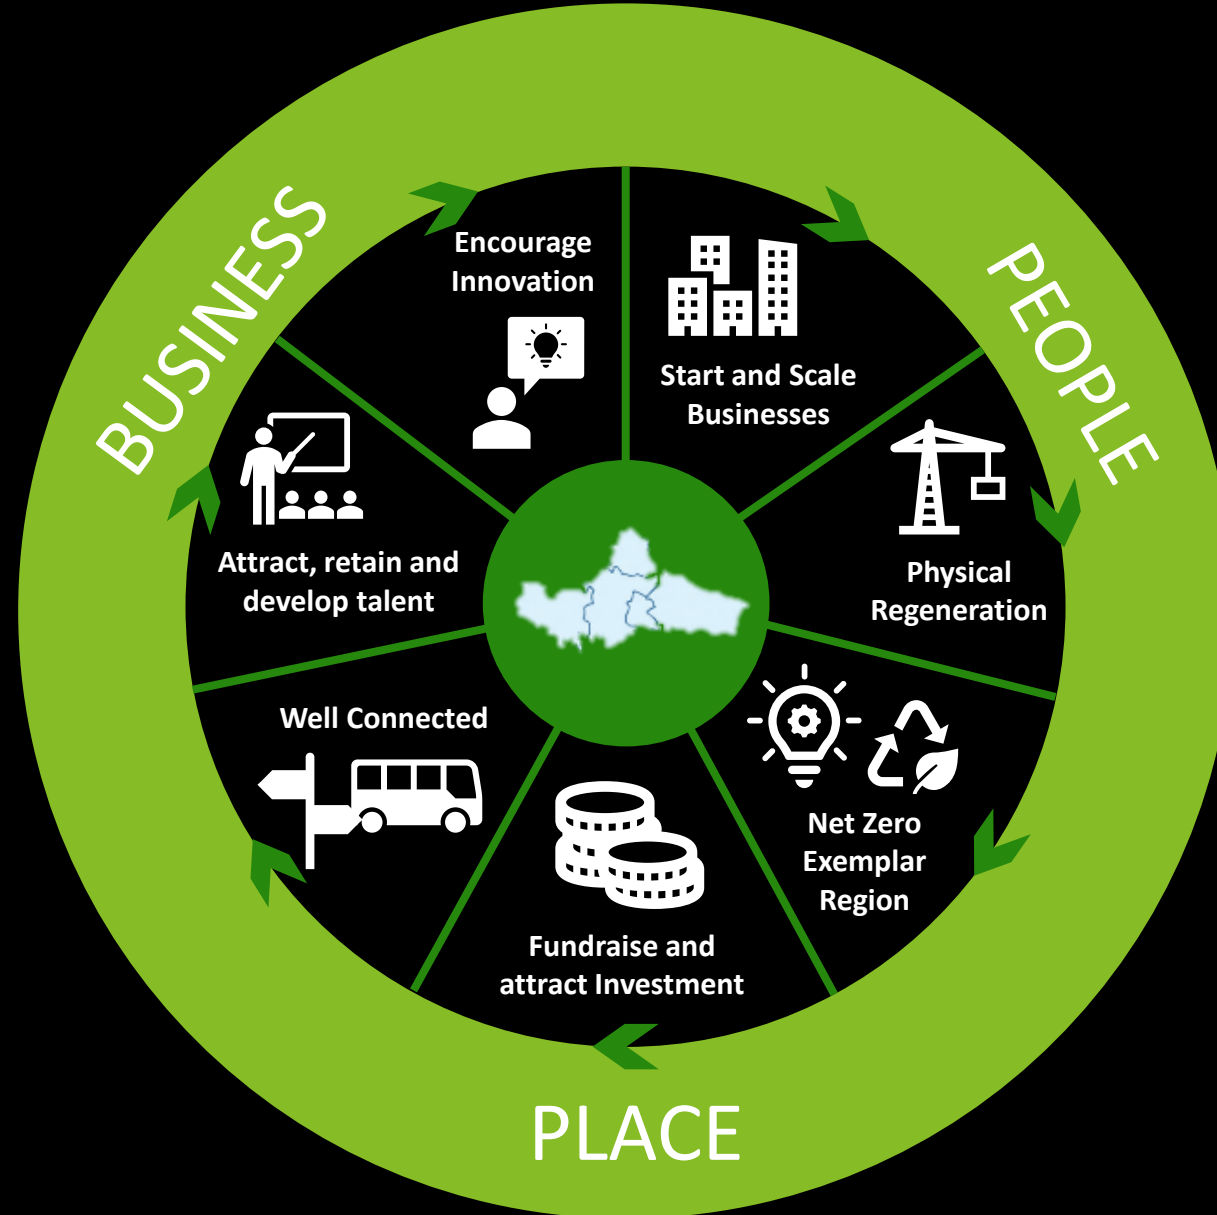 BUSINESS
PEOPLE
PLACE
Encourage
Innovation
Start and Scale
Businesses
Physical
Regeneration
Net Zero
Exemplar
Region
Fundraise and
attract Investment
Well Connected
Attract, retain and
develop talent